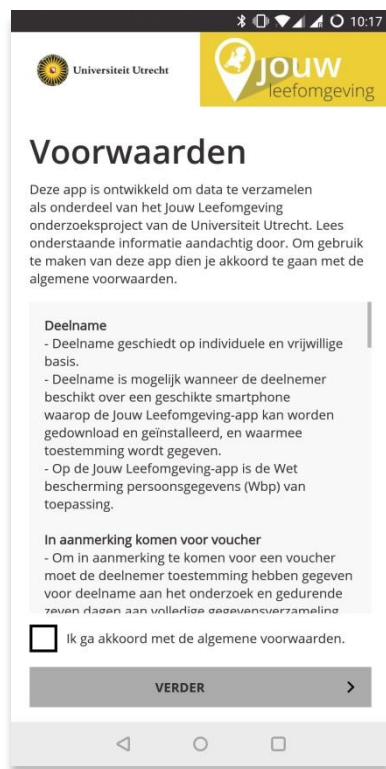 10:17
Universiteit Utrecht
jouw
leefomgeving
Voorwaarden
Deze app is ontwikkeld om data te verzamelen
als onderdeel van het Jouw Leefomgeving
onderzoeksproject van de Universiteit Utrecht. Lees
onderstaande informatie aandachtig door. Om gebruik
te maken van deze app dien je akkoord te gaan met de
algemene voorwaarden.
Deelname
- Deelname geschiedt op individuele en vrijwillige
basis.
- Deelname is mogelijk wanneer de deelnemer
beschikt over een geschikte smartphone
waarop de Jouw Leefomgeving-app kan worden
gedownload en geïnstalleerd, en waarmee
toestemming wordt gegeven.
- Op de Jouw Leefomgeving-app is de Wet
bescherming persoonsgegevens (Wbp) van
toepassing.
In aanmerking komen voor voucher
- Om in aanmerking te komen voor een voucher
moet de deelnemer toestemming hebben gegeven
voor deelname aan het onderzoek en gedurende
zeven dagen aan volledige gegevensverzameling
Ik ga akkoord met de algemene voorwaarden.
VERDER